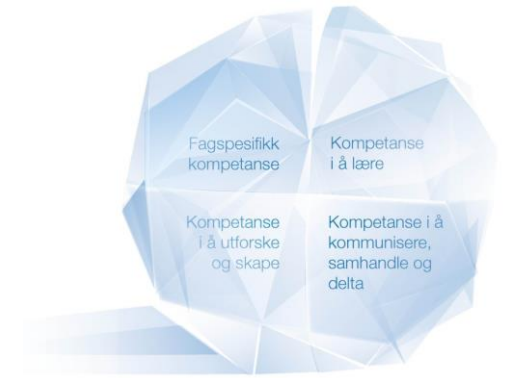 Fagspesifikk
kompetanse
Kompetanse
i å lære
Kompetanse
i å utforske
og skape
Kompetanse i å
kommunisere,
samhandle og
delta